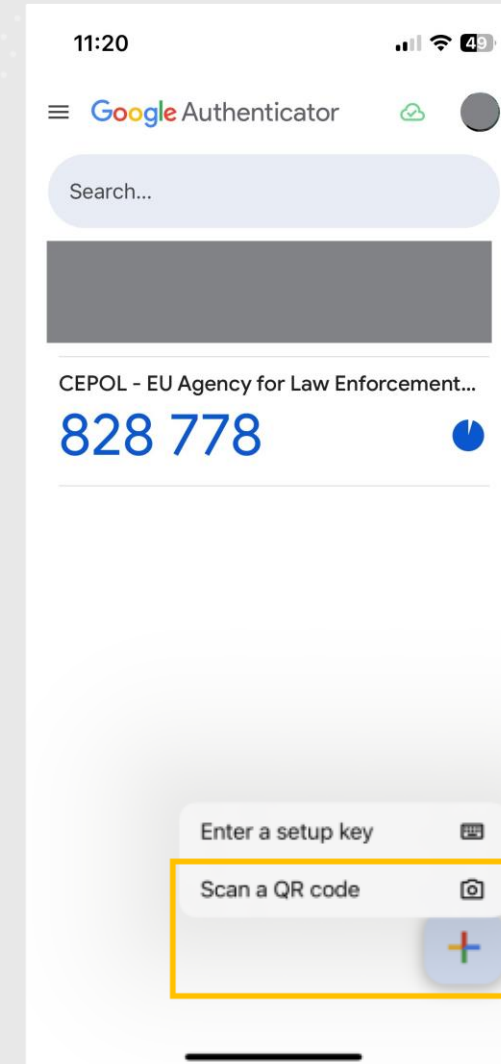 11:20
49
Google Authenticator
Search...
CEPOL - EU Agency for Law Enforcement...
828 778
Enter a setup key
Scan a QR code